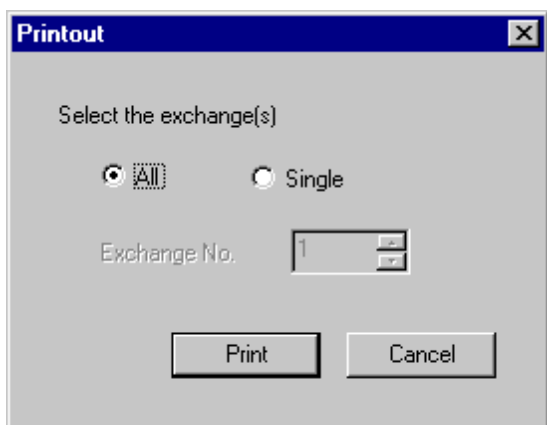 Printout
Select the exchange(s)
All Single
Exchange No. 1
Print Cancel